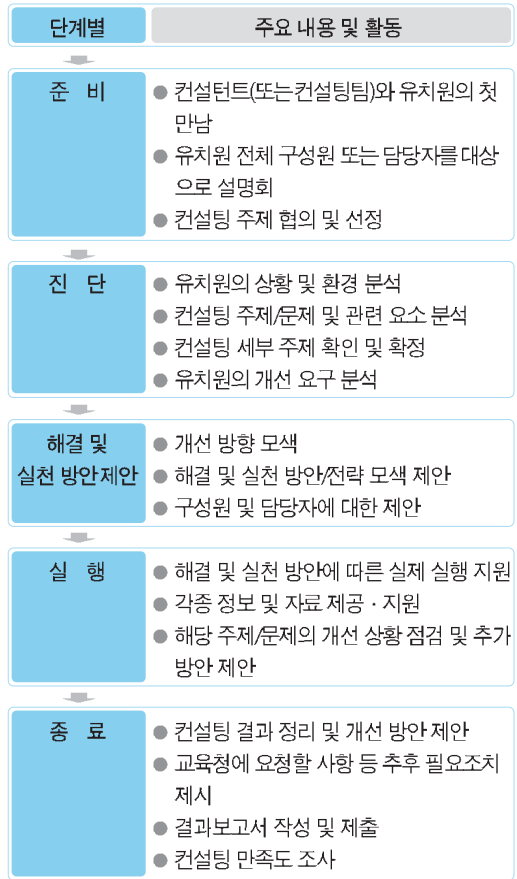 단계별 주요 내용 및 활동
준 비
● 컨설턴트(또는컨설팅팀)와 유치원의 첫
만남
● 유치원 전체 구성원 또는 담당자를 대상
으로 설명회
● 컨설팅 주제 협의 및 선정
진 단
● 유치원의 상황 및 환경 분석
● 컨설팅 주제/문제 및 관련 요소 분석
● 컨설팅 세부 주제 확인 및 확정
● 유치원의 개선 요구 분석
해결 및
실천 방안 제안
● 개선 방향 모색
● 해결 및 실천 방안/전략 모색 제안
● 구성원 및 담당자에 대한 제안
실 행
● 해결 및 실천 방안에 따른 실제 실행 지원
● 각종 정보 및 자료 제공 · 지원
● 해당 주제/문제의 개선 상황 점검 및 추가
방안 제안
종 료
● 컨설팅 결과 정리 및 개선 방안 제안
● 교육청에 요청할 사항 등 추후 필요조치
제시
● 결과보고서 작성 및 제출
● 컨설팅 만족도 조사